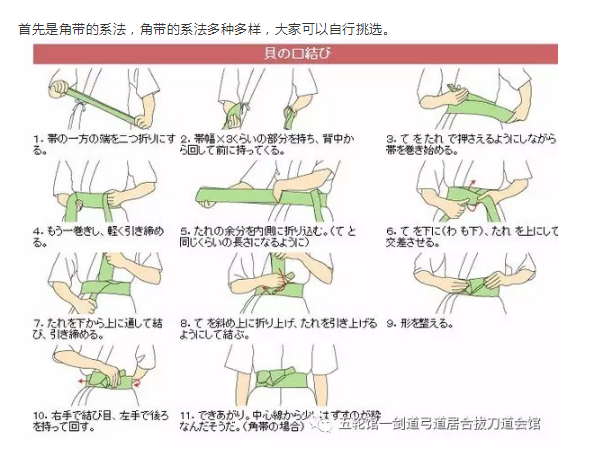 首先是角带的系法，角带的系法多种多样，大家可以自行挑选。
貝の口結び
1．帯の一方の端を二つ折りにす
る。
2．帯幅×3くらいの部分を持ち、背中か
ら回して前に持ってくる。
3．て を たれ で押さえるようにしながら
帯を巻き始める。
4．もう一巻きし、軽く引き締め
る。
5．たれの余分を内側に折り込む。（て と
同じくらいの長さになるように）
6．て を下に（わ も下）、たれ を上にして
交差させる。
7．たれを下から上に通して結
び、引き締める。
8．て を斜め上に折り上げ、たれを引き上げる
ようにして結ぶ。
9．形を整える。
10．右手で結び目、左手で後ろ
を持って回す。
11．できあがり。中心線から少しはずすのが粋
なんだそうだ。（角帯の場合）
五轮馆一剑道弓道居合拔刀道会馆